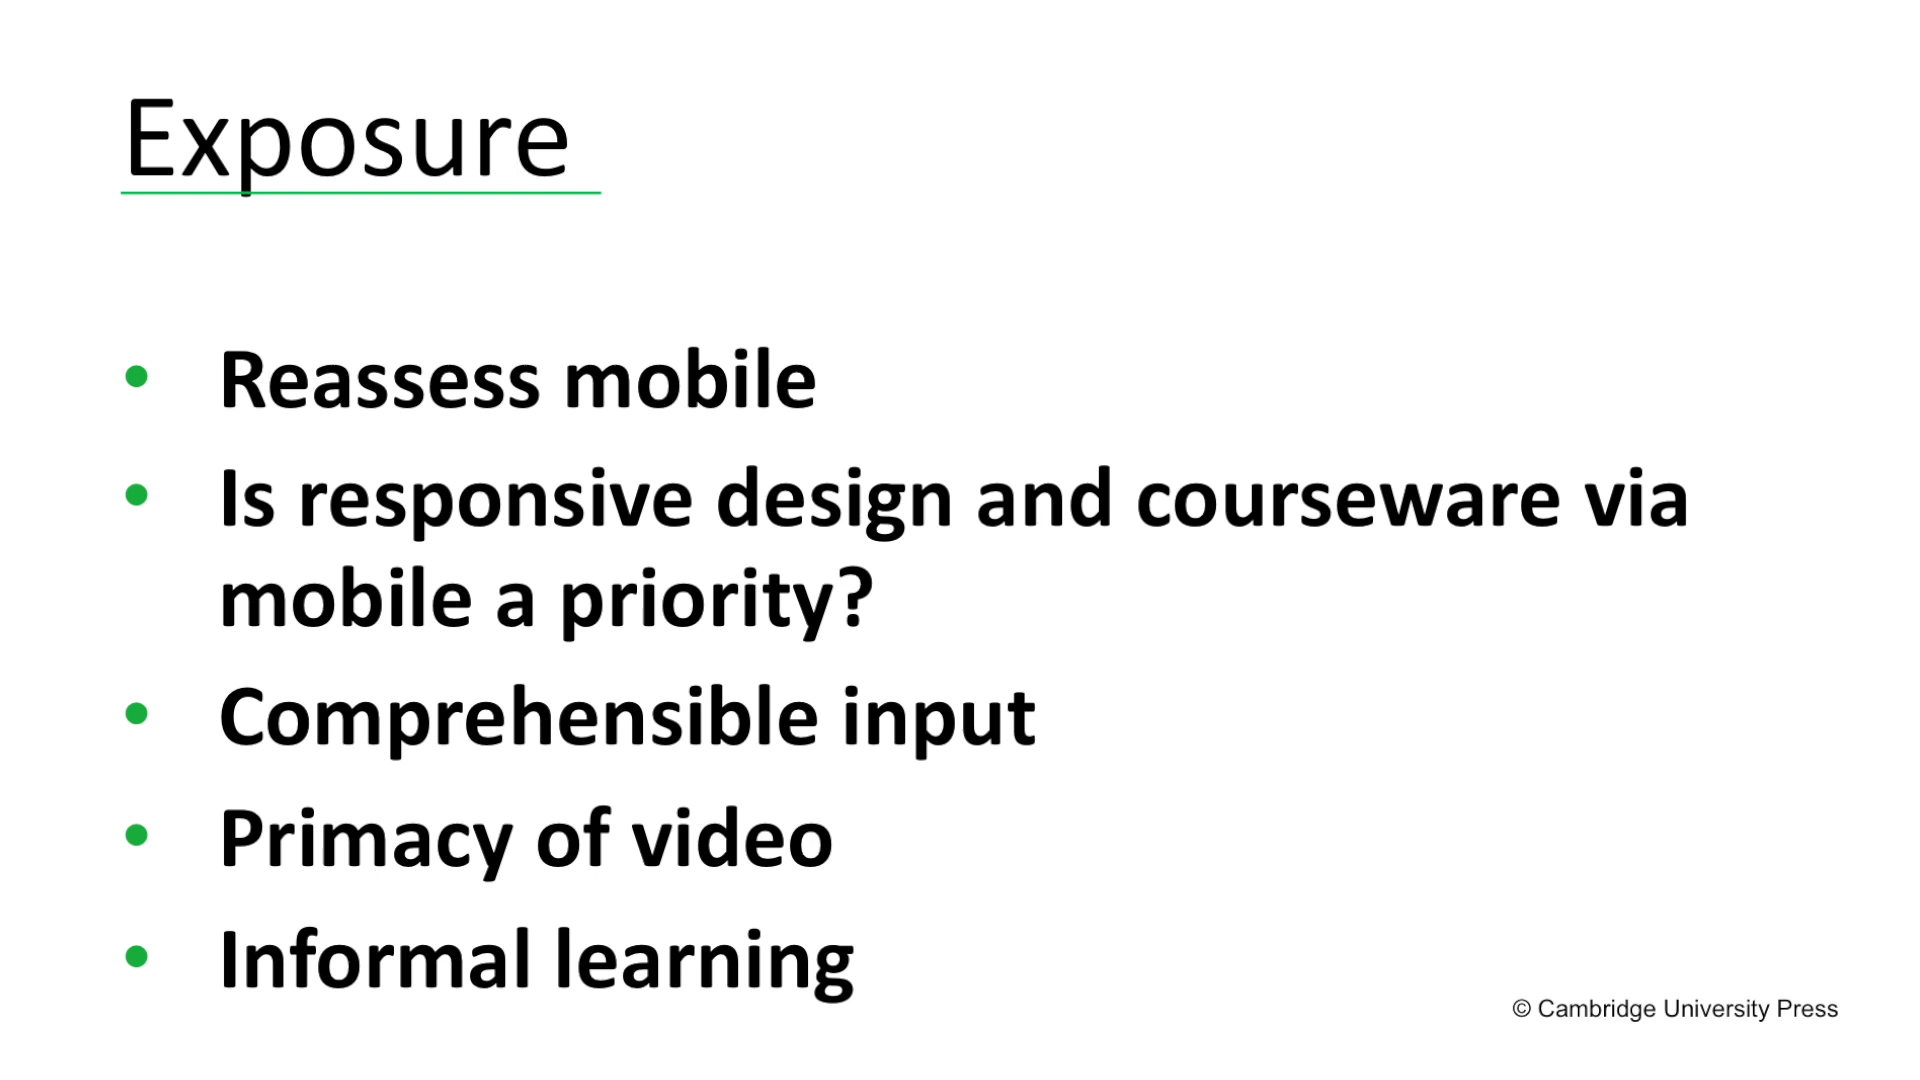 Exposure
• Reassess mobile
• Is responsive design and courseware via
mobile a priority?
• Comprehensible input
• Primacy of video
• Informal learning
© Cambridge University Press